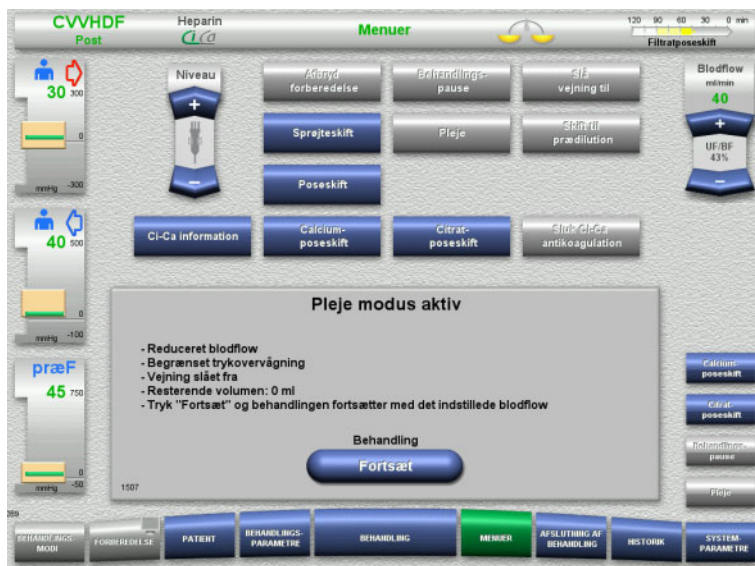 CVVHDF
Post
Heparin
Ci Ca
Menuer
120 90 60 30 0 min
Filtratposeskift
30 300
0
mmHg -300
40 500
0
mmHg -100
præF
45 750
0
mmHg -50
Niveau
+
−
Afbryd
forberedelse
Behandlings-
pause
Slå
vejning til
Sprøjteskift
Pleje
Skift til
prædilution
Poseskift
Ci-Ca information
Calcium-
poseskift
Citrat-
poseskift
Sluk Ci-Ca
antikoagulation
Blodflow
ml/min
40
+
UF/BF
43%
−
Pleje modus aktiv
- Reduceret blodflow
- Begrænset trykovervågning
- Vejning slået fra
- Resterende volumen: 0 ml
- Tryk "Fortsæt" og behandlingen fortsætter med det indstillede blodflow
Behandling
Fortsæt
1507
Calcium-
poseskift
Citrat-
poseskift
Behandlings-
pause
Pleje
BEHANDLINGS-
MODI
FORBEREDELSE
PATIENT
BEHANDLINGS-
PARAMETRE
BEHANDLING
MENUER
AFSLUTNING AF
BEHANDLING
HISTORIK
SYSTEM-
PARAMETRE